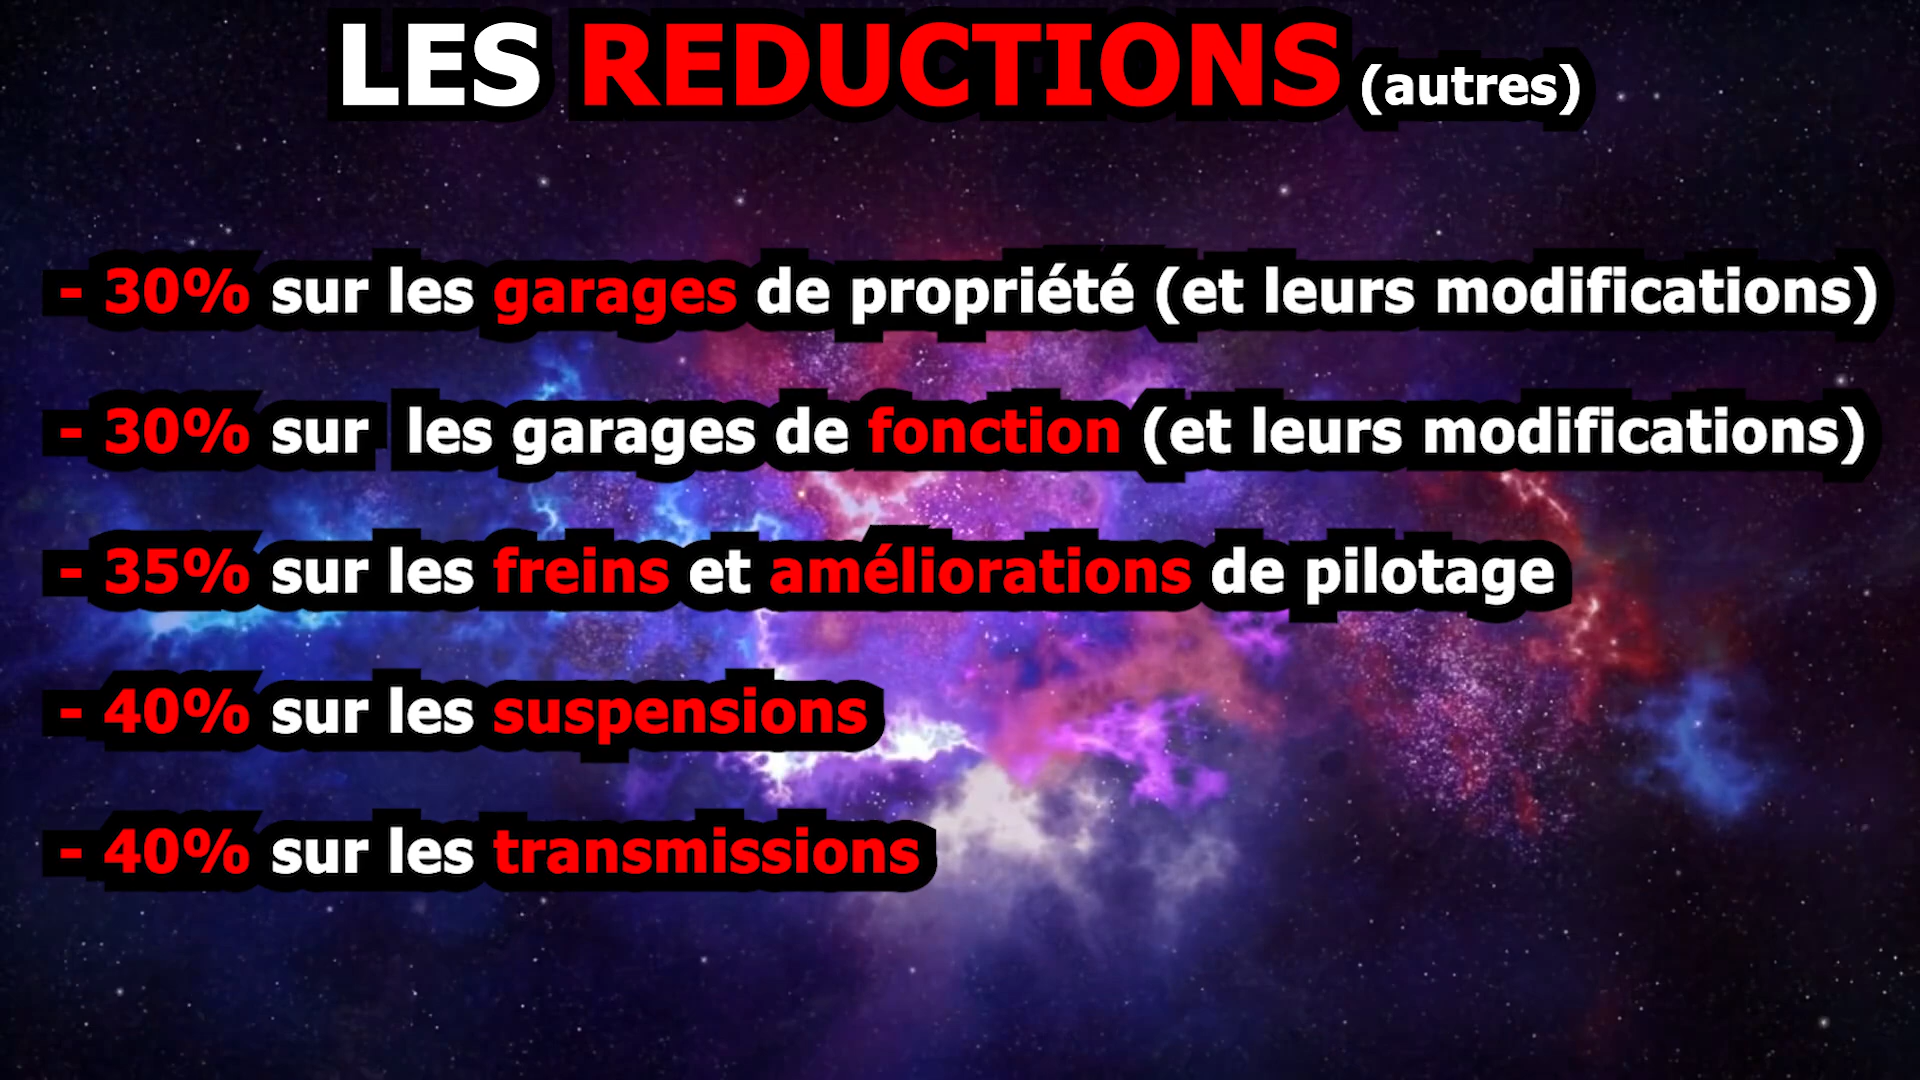 LES REDUCTIONS (autres)
- 30% sur les garages de propriété (et leurs modifications)
- 30% sur les garages de fonction (et leurs modifications)
- 35% sur les freins et améliorations de pilotage
- 40% sur les suspensions
- 40% sur les transmissions